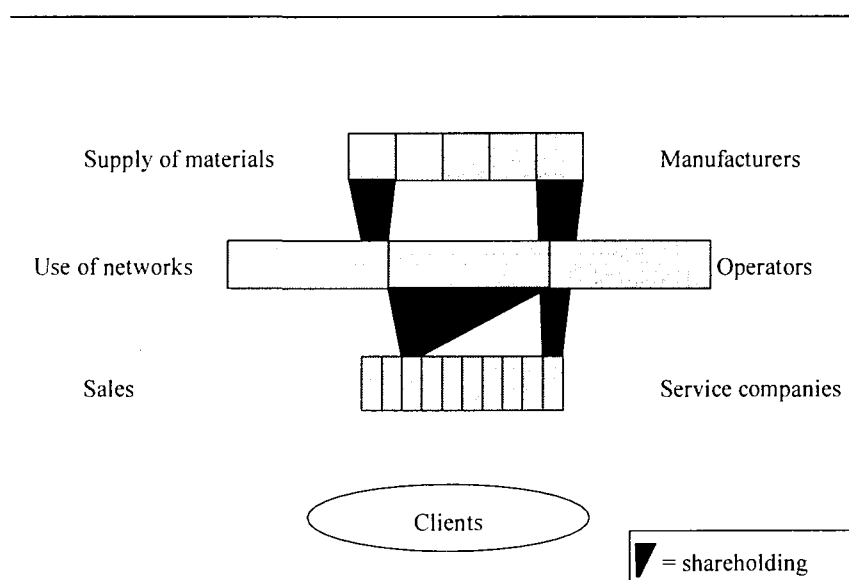 Supply of materials
Manufacturers
Use of networks
Operators
Sales
Service companies
Clients
= shareholding